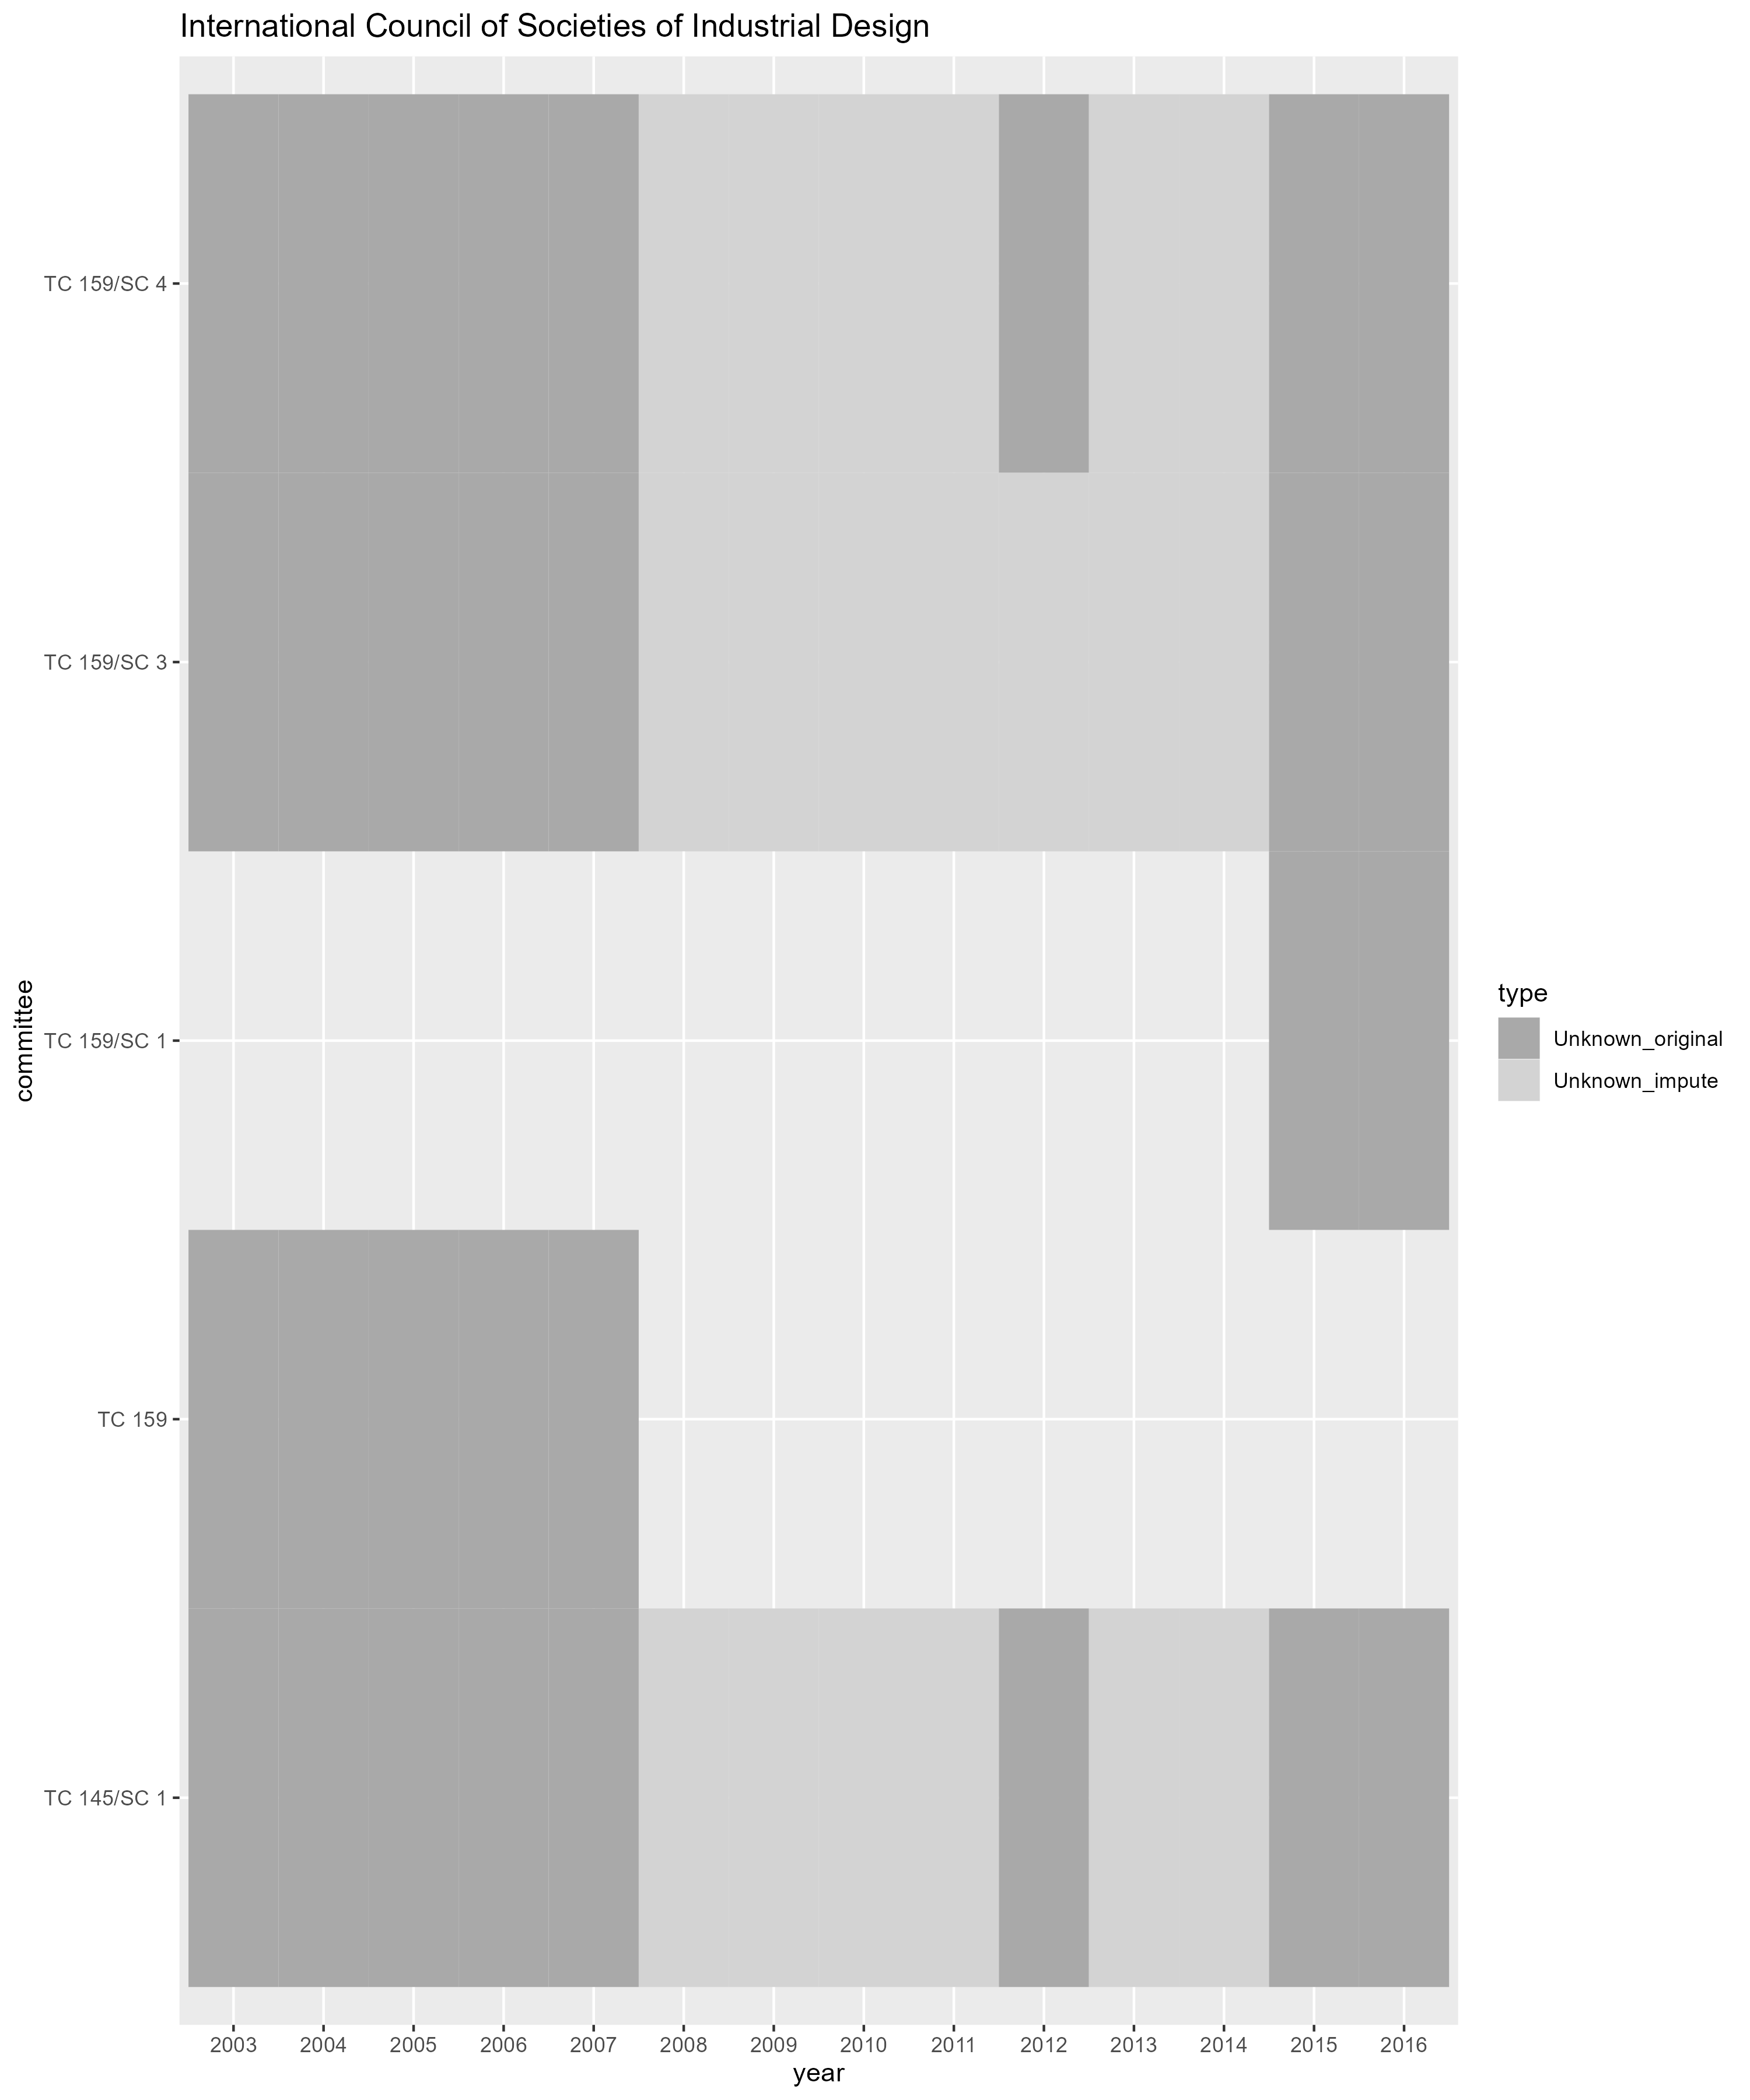 International Council of Societies of Industrial Design
committee
TC 159/SC 4
TC 159/SC 3
TC 159/SC 1
TC 159
TC 145/SC 1
2003 2004 2005 2006 2007 2008 2009 2010 2011 2012 2013 2014 2015 2016
year
type
Unknown_original
Unknown_impute